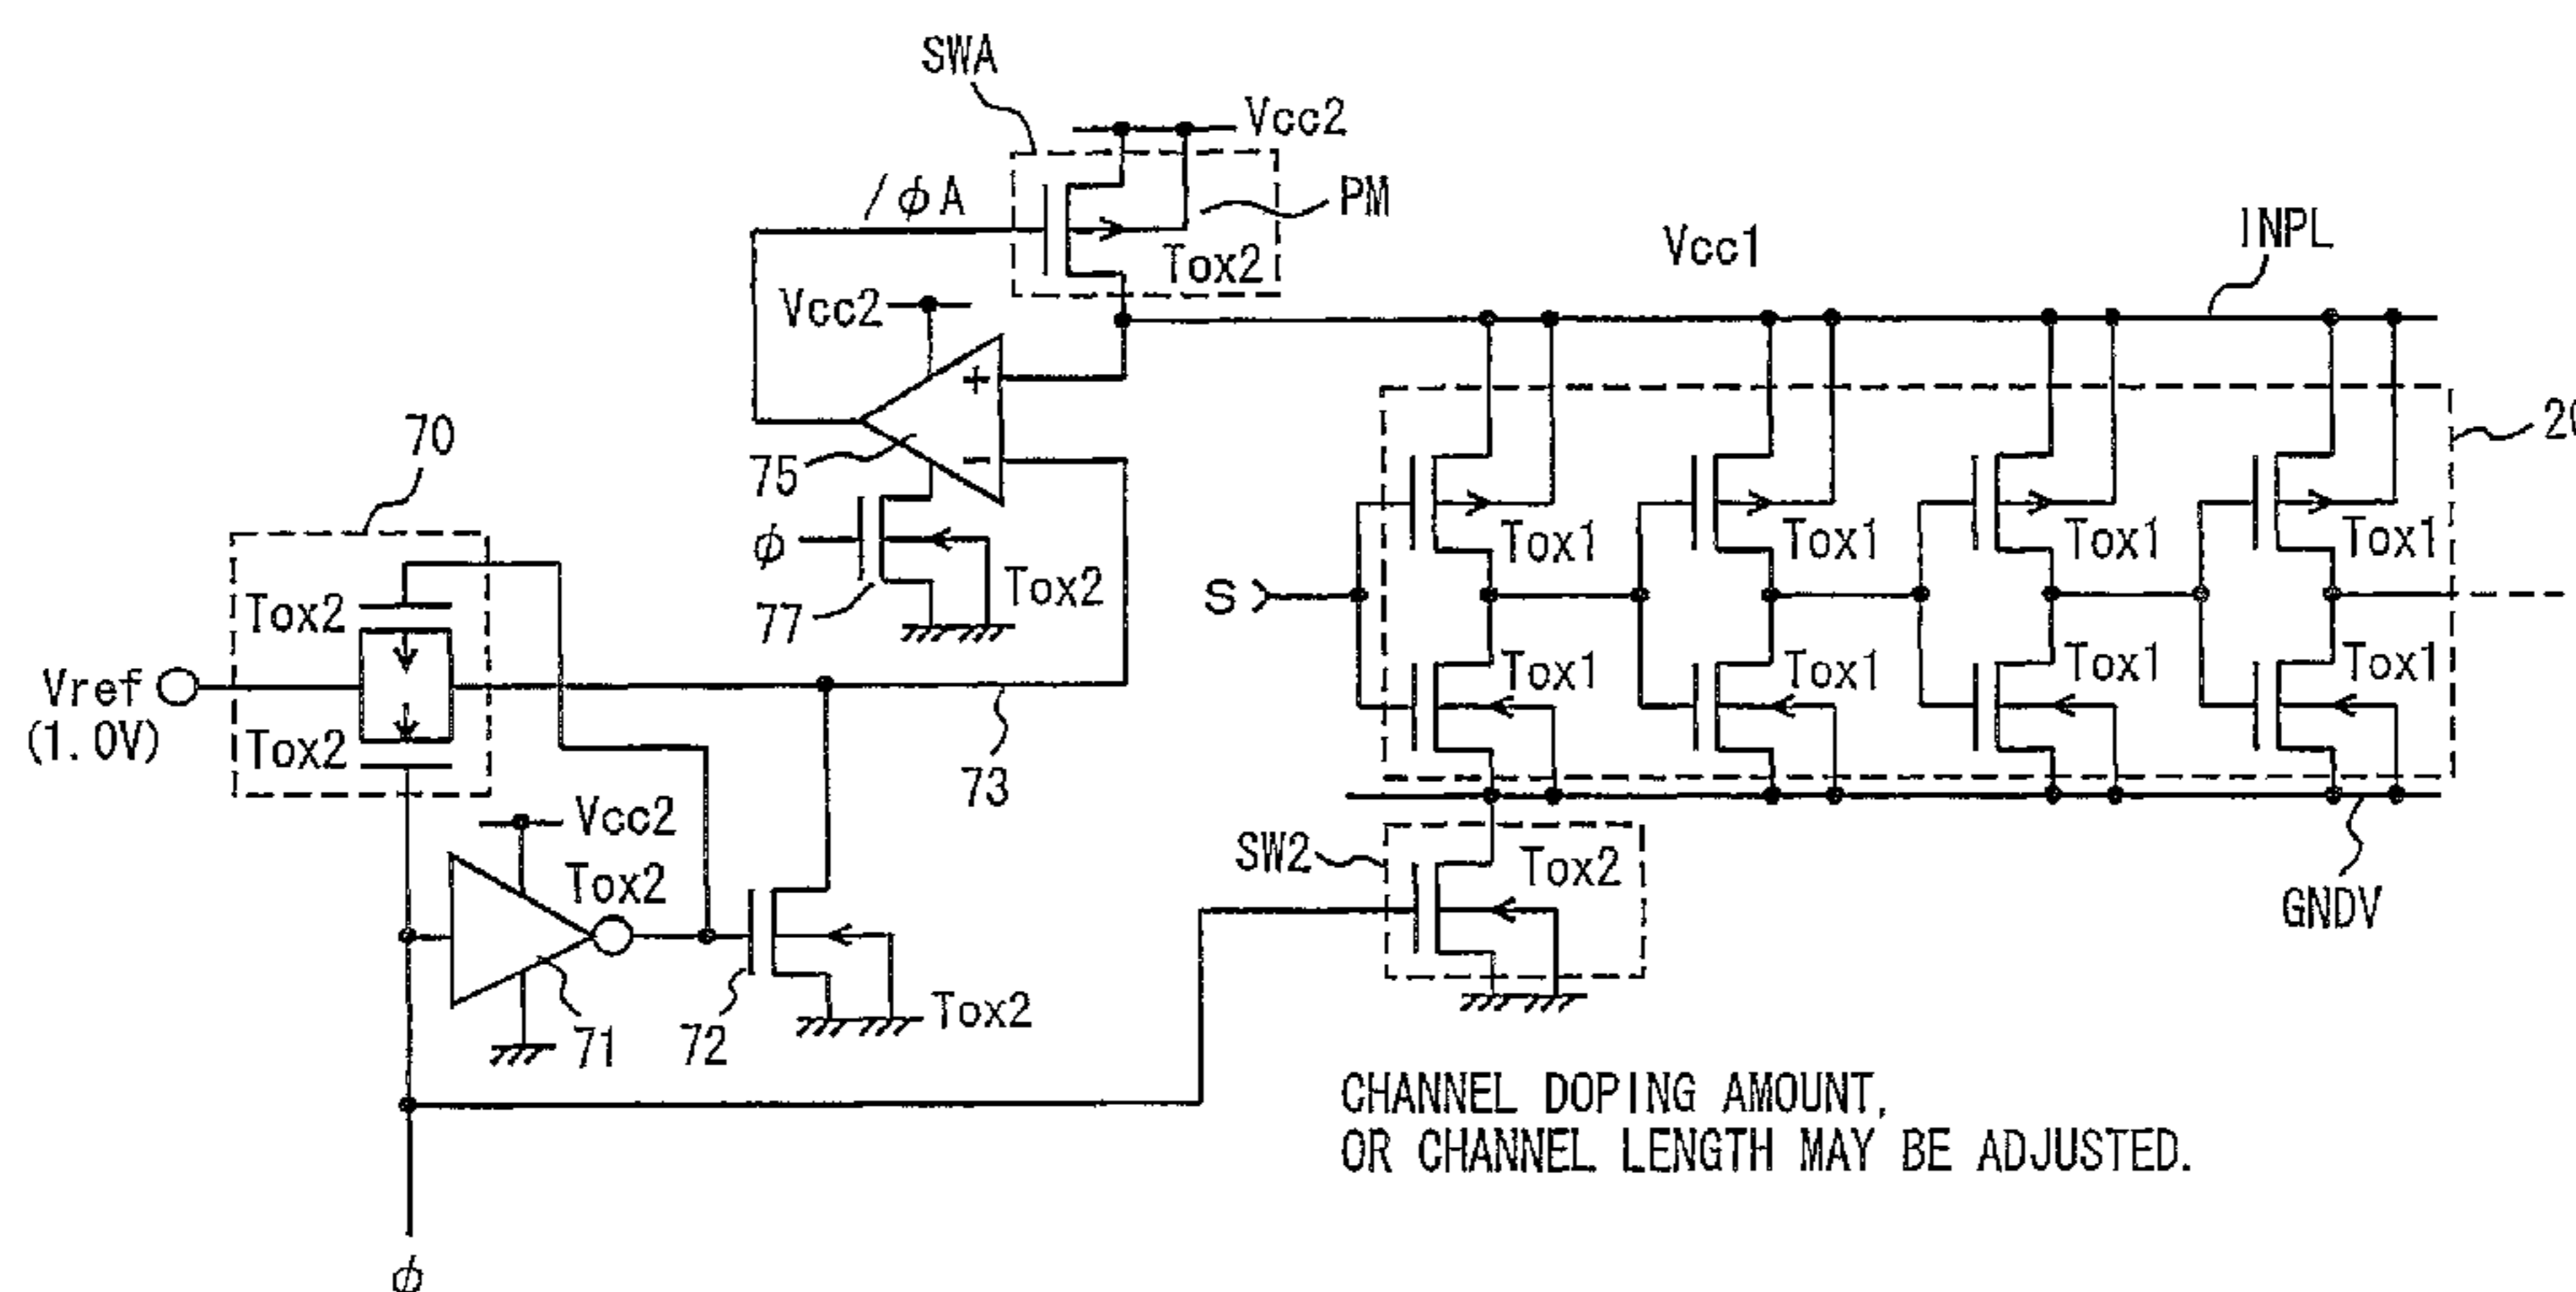 SWA
Vcc2
/φA
PM
Tox2
Vcc1
INPL
Vcc2
+
70
75
−
φ
77
Tox2
Tox1
Tox1
Tox1
Tox1
S
Tox2
Vref
(1.0V)
Tox2
Tox1
Tox1
Tox1
Tox1
73
Vcc2
Tox2
SW2
Tox2
GNDV
71
72
Tox2
CHANNEL DOPING AMOUNT,
OR CHANNEL LENGTH MAY BE ADJUSTED.
φ